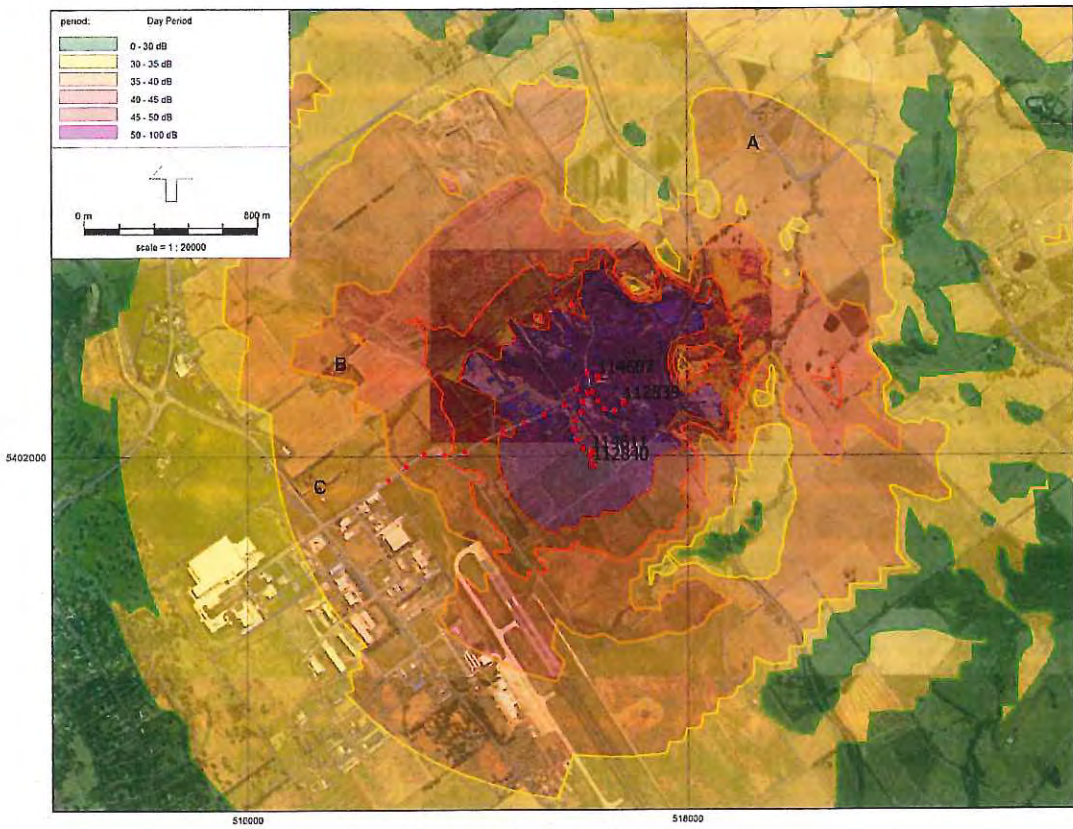 period: Day Period
0 - 30 dB
30 - 35 dB
35 - 40 dB
40 - 45 dB
45 - 50 dB
50 - 100 dB
0 m 800 m
scale = 1 : 20000
A
B
C
114607
112840
5402000
510000
518000